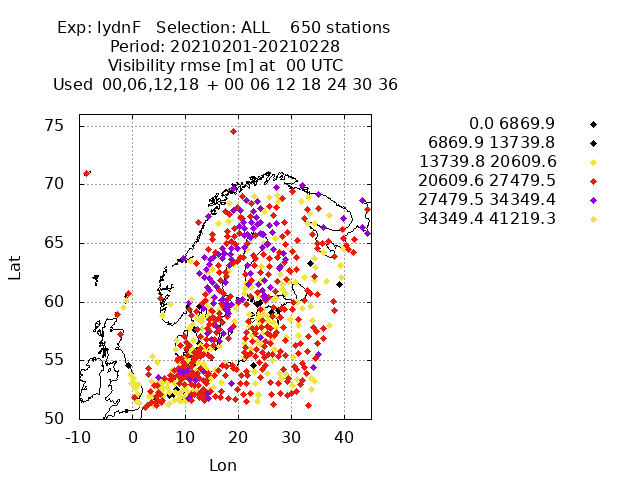 Exp: IydnF   Selection: ALL    650 stations
Period: 20210201-20210228
Visibility rmse [m] at  00 UTC
Used  00,06,12,18  + 00 06 12 18 24 30 36
0.0 6869.9
6869.9 13739.8
13739.8 20609.6
20609.6 27479.5
27479.5 34349.4
34349.4 41219.3
75
70
65
60
55
50
Lat
-10 0 10 20 30 40
Lon